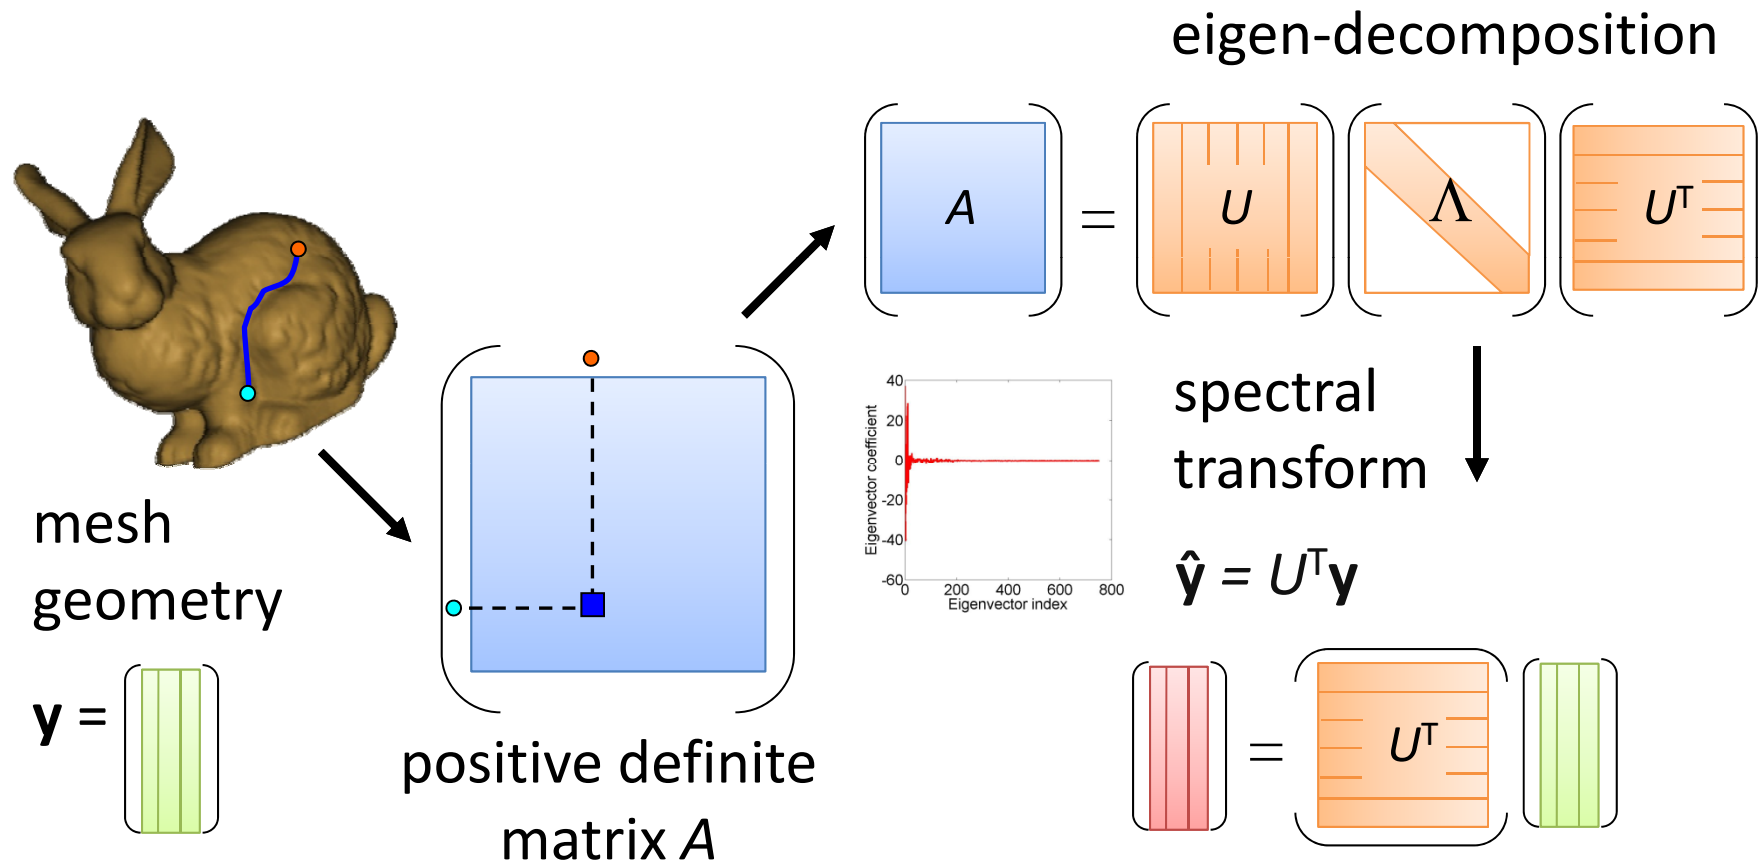 eigen-decomposition
A = U Λ Uᵀ
mesh
geometry
y =
positive definite
matrix A
Eigenvector coefficient
40
20
0
-20
-40
-60
0 200 400 600 800
Eigenvector index
spectral
transform
ŷ = Uᵀy
= Uᵀ